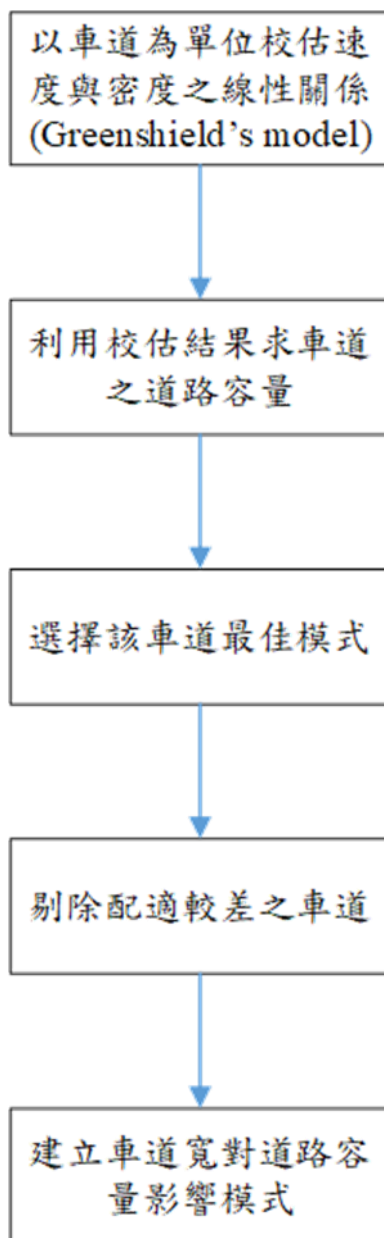 以車道為單位校估速
度與密度之線性關係
(Greenshield’s model)
利用校估結果求車道
之道路容量
選擇該車道最佳模式
剔除配適較差之車道
建立車道寬對道路容
量影響模式